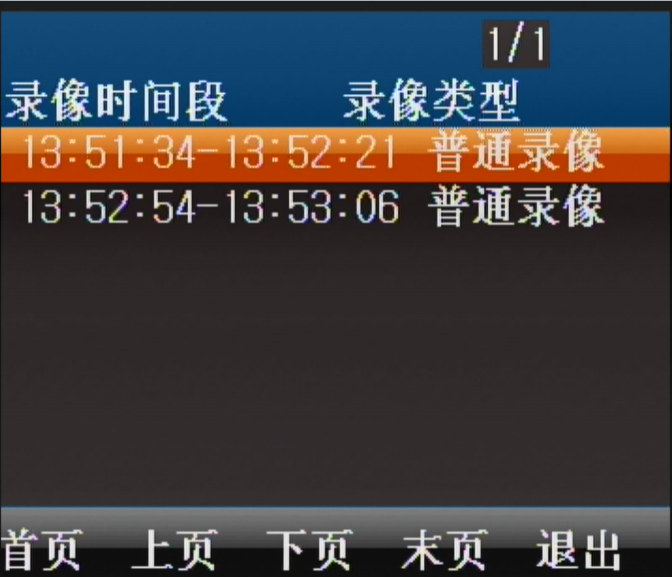 1/1
录像时间段 录像类型
13:51:34-13:52:21 普通录像
13:52:54-13:53:06 普通录像
首页 上页 下页 末页 退出